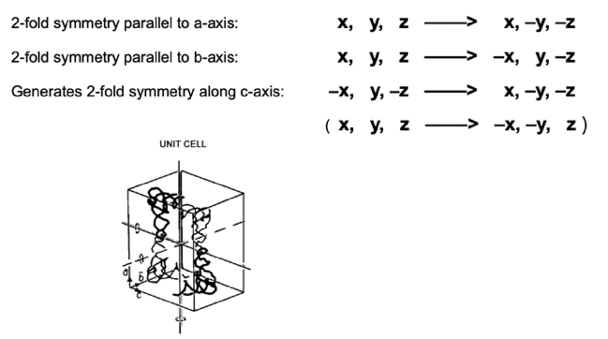 2-fold symmetry parallel to a-axis: x, y, z ⟶ x, –y, –z
2-fold symmetry parallel to b-axis: x, y, z ⟶ –x, y, –z
Generates 2-fold symmetry along c-axis: –x, y, –z ⟶ x, –y, –z
( x, y, z ⟶ –x, –y, z )
UNIT CELL
a
b
c